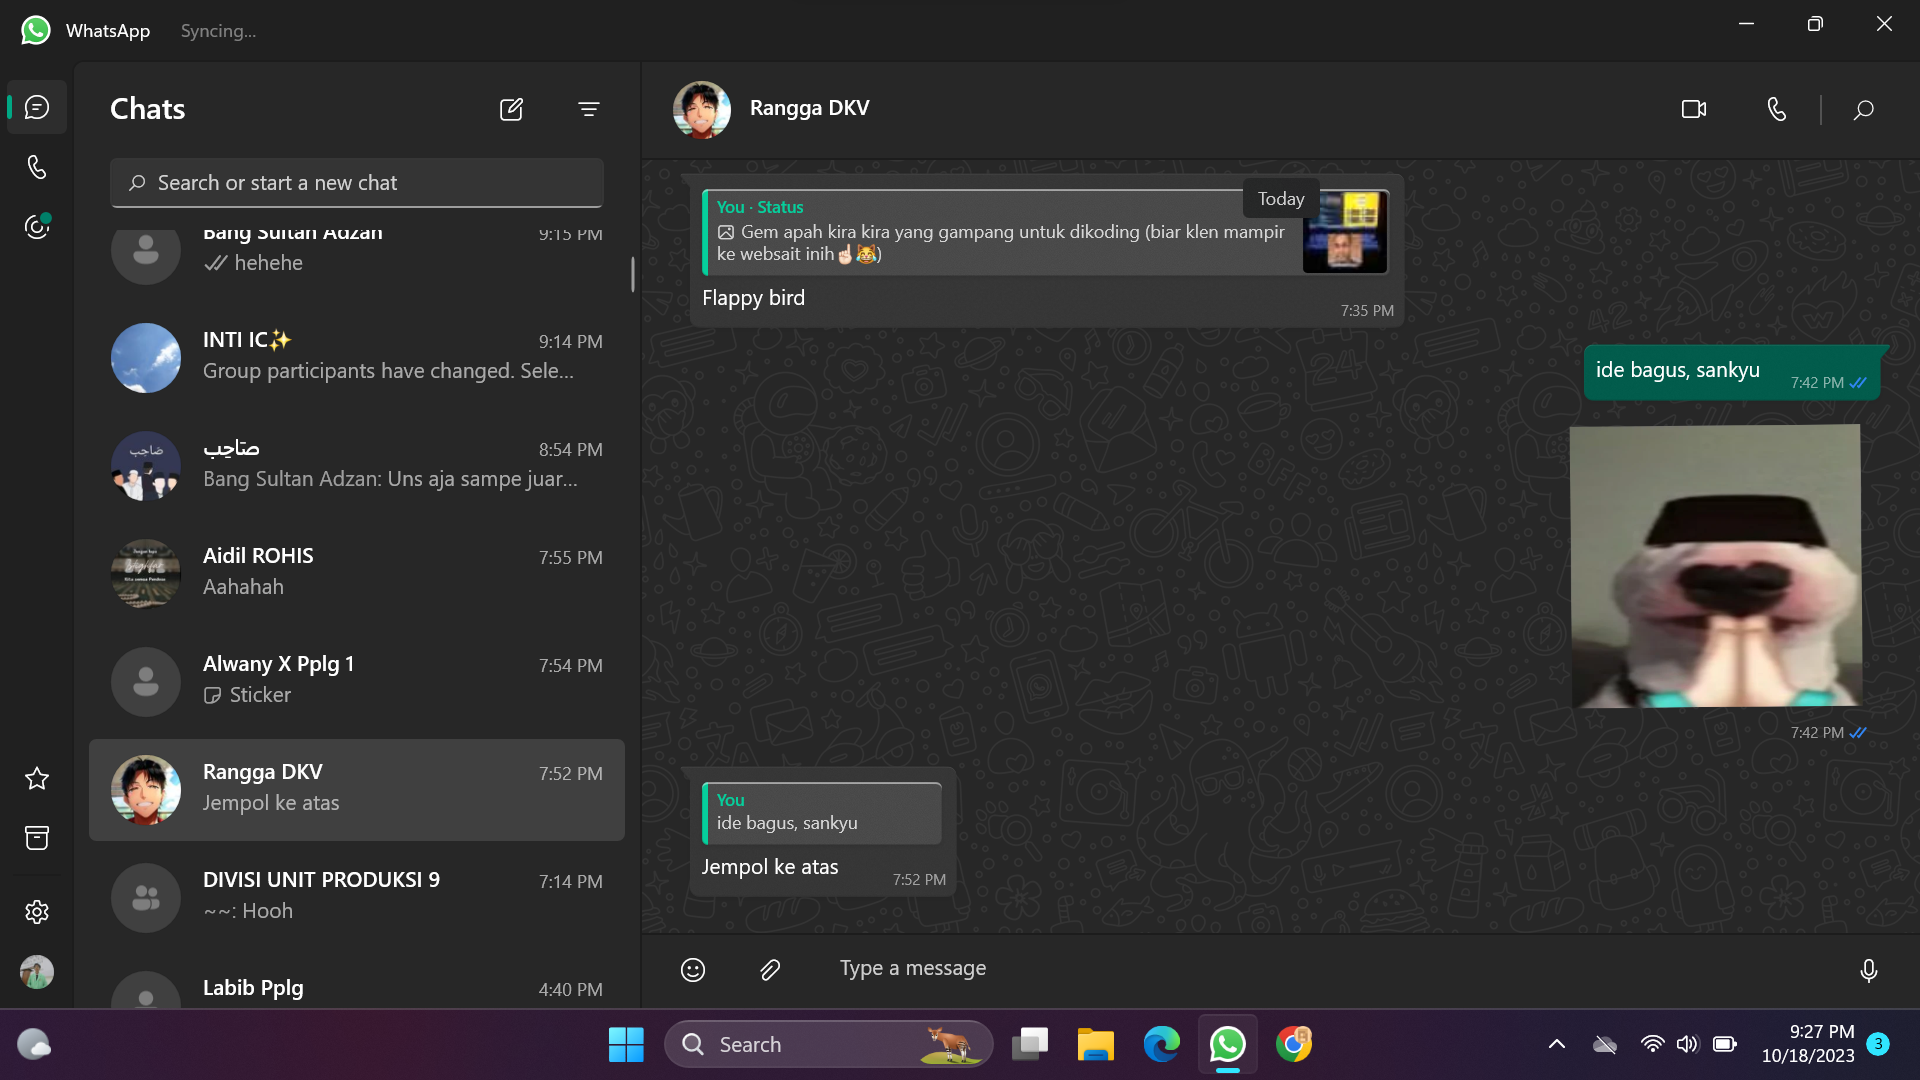 WhatsApp Syncing...
Chats
Search or start a new chat
Bang Sultan Adzan 9:15 PM
hehehe
INTI IC✨ 9:14 PM
Group participants have changed. Sele...
صَاحِب 8:54 PM
Bang Sultan Adzan: Uns aja sampe juar...
Aidil ROHIS 7:55 PM
Aahahah
Alwany X Pplg 1 7:54 PM
Sticker
Rangga DKV 7:52 PM
Jempol ke atas
DIVISI UNIT PRODUKSI 9 7:14 PM
~~: Hooh
Labib Pplg 4:40 PM
Rangga DKV
Today
You · Status
Gem apah kira kira yang gampang untuk dikoding (biar klen mampir
ke websait inih☝🏻😹)
Flappy bird
7:35 PM
ide bagus, sankyu 7:42 PM
7:42 PM
You
ide bagus, sankyu
Jempol ke atas
7:52 PM
Type a message
Search
9:27 PM
10/18/2023
3